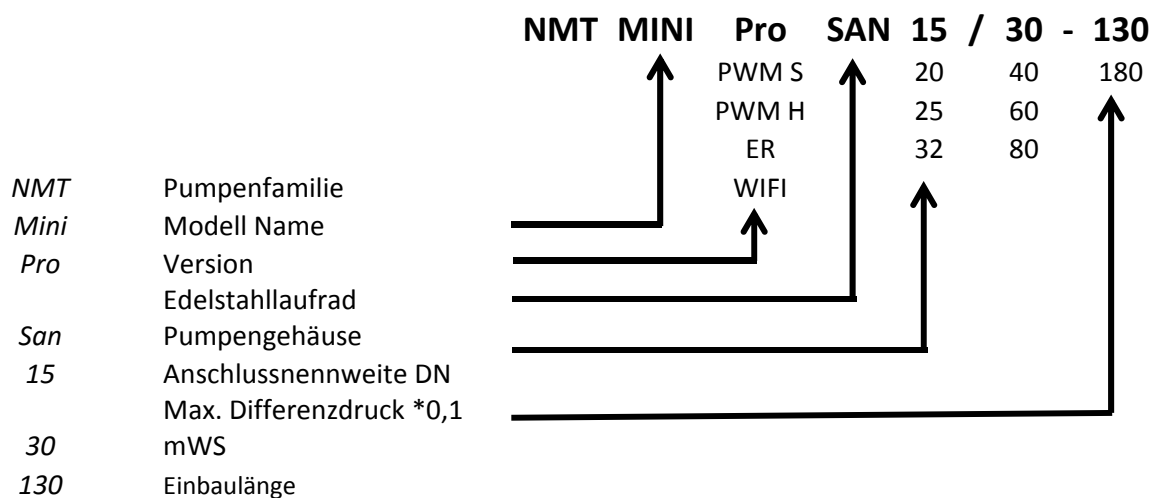 NMT MINI Pro SAN 15 / 30 - 130
PWM S 20 40 180
PWM H 25 60
ER 32 80
NMT Pumpenfamilie WIFI
Mini Modell Name
Pro Version
Edelstahllaufrad
San Pumpengehäuse
15 Anschlussnennweite DN
Max. Differenzdruck *0,1
30 mWS
130 Einbaulänge